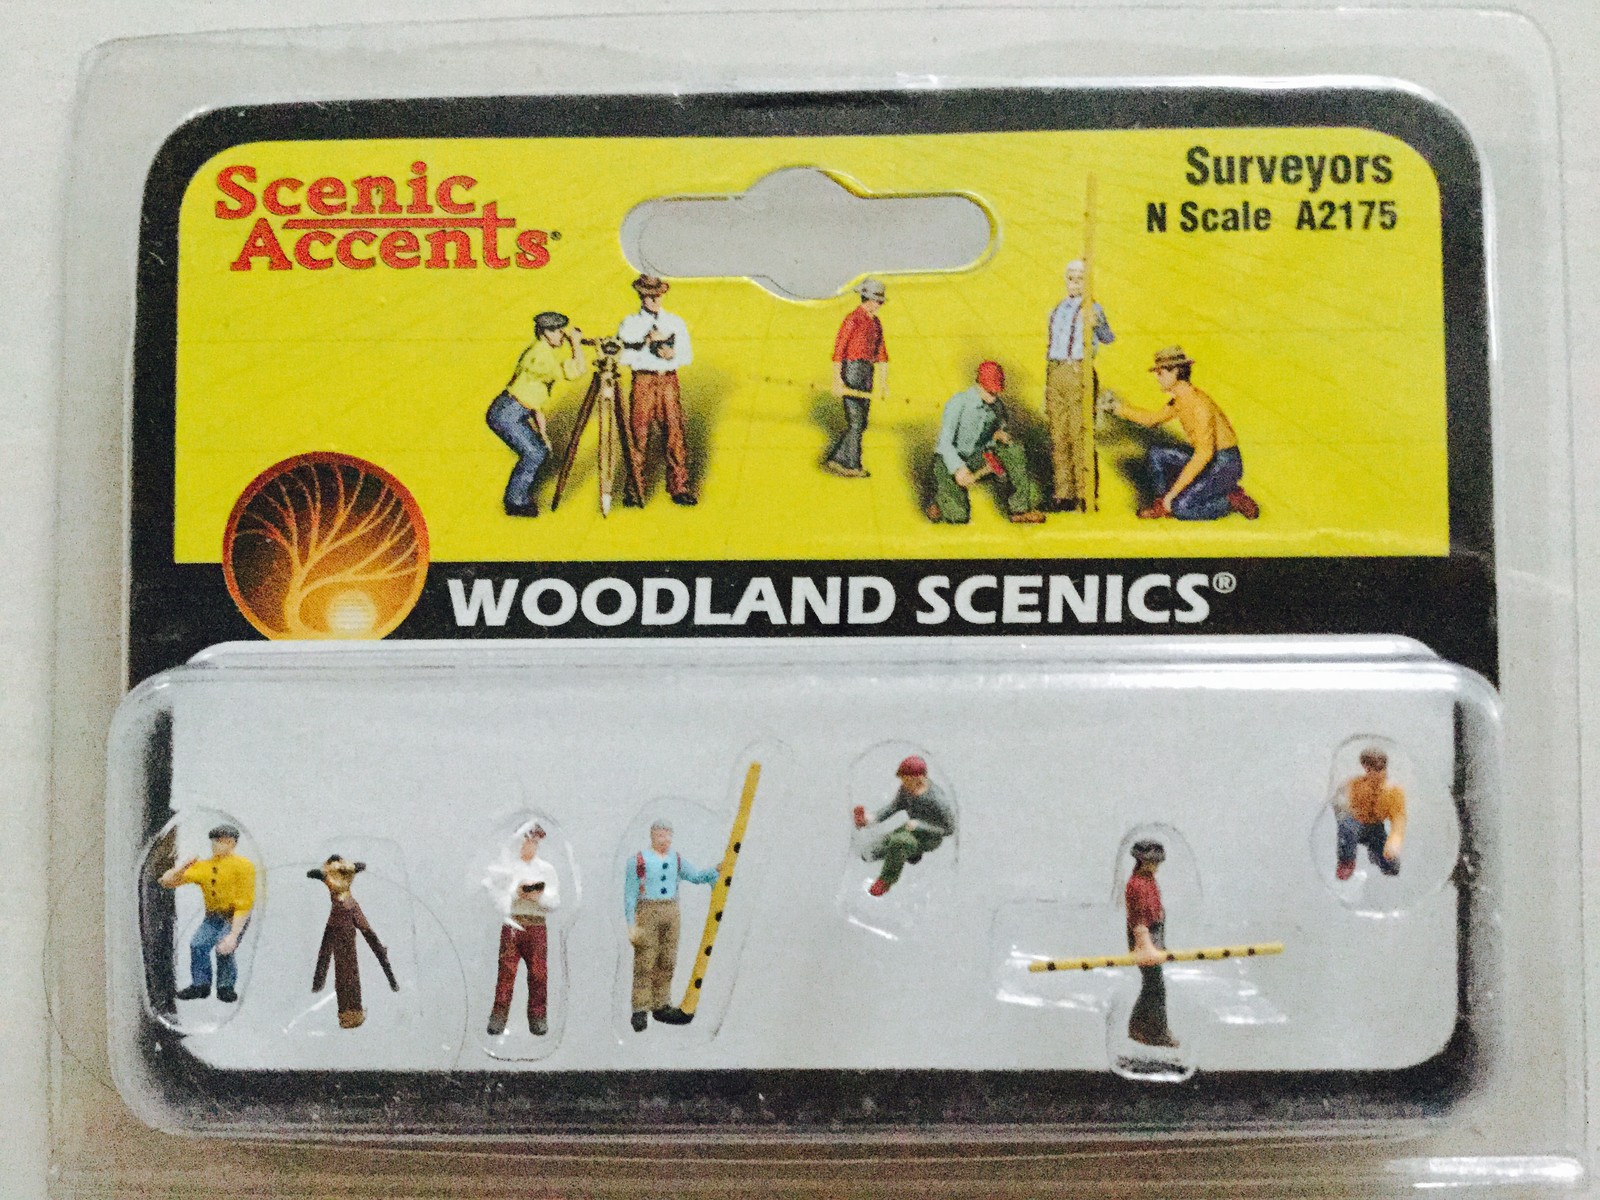 Scenic
Accents®
Surveyors
N Scale A2175
WOODLAND SCENICS®